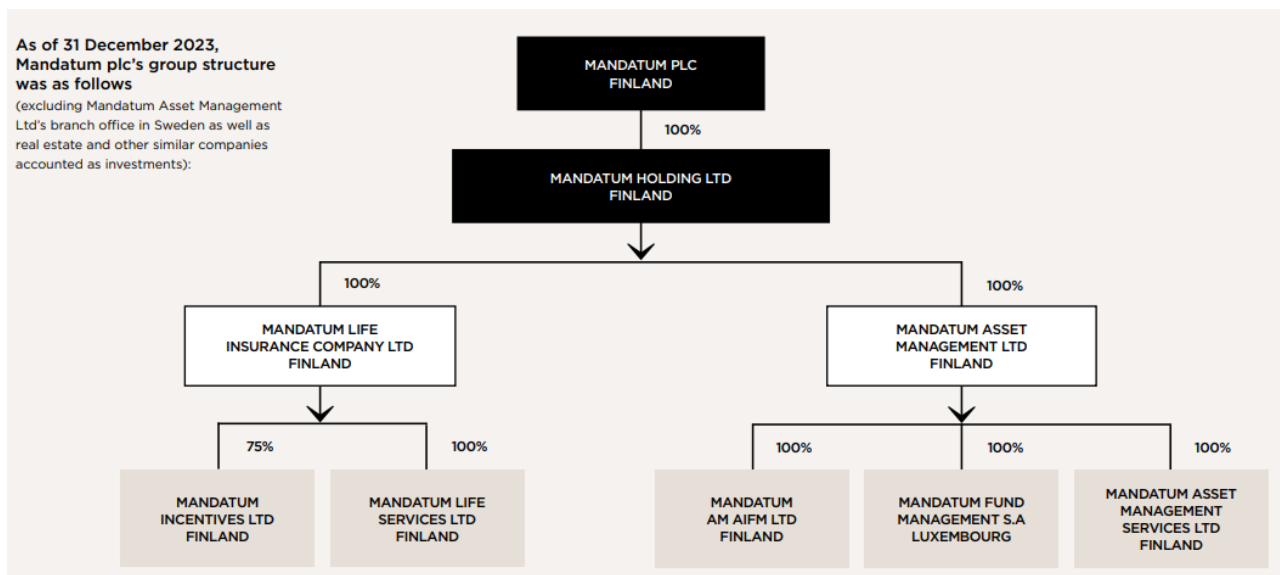 As of 31 December 2023,
Mandatum plc's group structure
was as follows
(excluding Mandatum Asset Management
Ltd's branch office in Sweden as well as
real estate and other similar companies
accounted as investments):
MANDATUM PLC
FINLAND
100%
MANDATUM HOLDING LTD
FINLAND
100%
100%
MANDATUM LIFE
INSURANCE COMPANY LTD
FINLAND
MANDATUM ASSET
MANAGEMENT LTD
FINLAND
75%
100%
100%
100%
100%
MANDATUM
INCENTIVES LTD
FINLAND
MANDATUM LIFE
SERVICES LTD
FINLAND
MANDATUM
AM AIFM LTD
FINLAND
MANDATUM FUND
MANAGEMENT S.A
LUXEMBOURG
MANDATUM ASSET
MANAGEMENT
SERVICES LTD
FINLAND